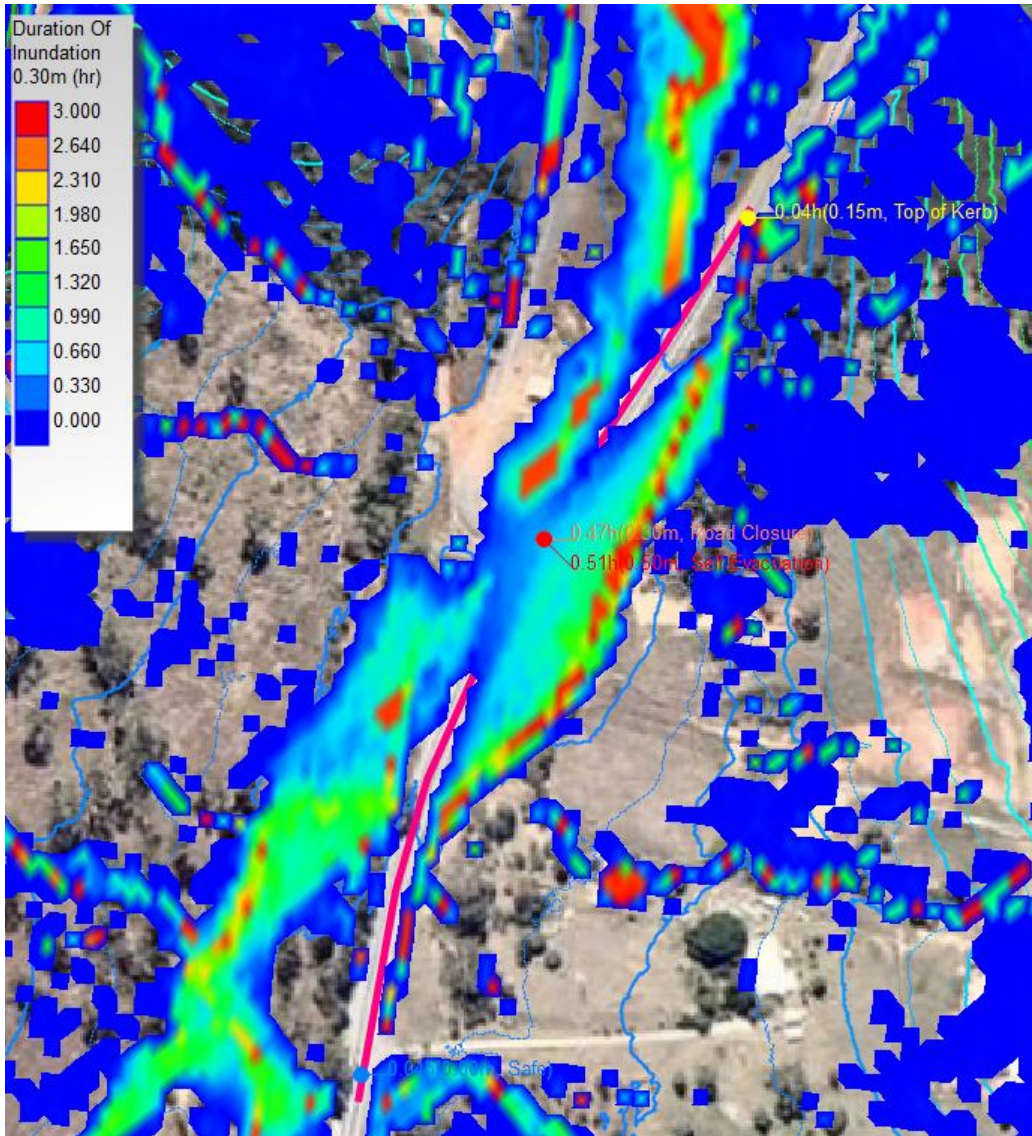 Duration Of
Inundation
0.30m (hr)
3.000
2.640
2.310
1.980
1.650
1.320
0.990
0.660
0.330
0.000
0.04h(0.15m, Top of Kerb)
0.47h(0.30m, Road Closure)
0.51h(0.50m, Self Evacuation)
Safe)